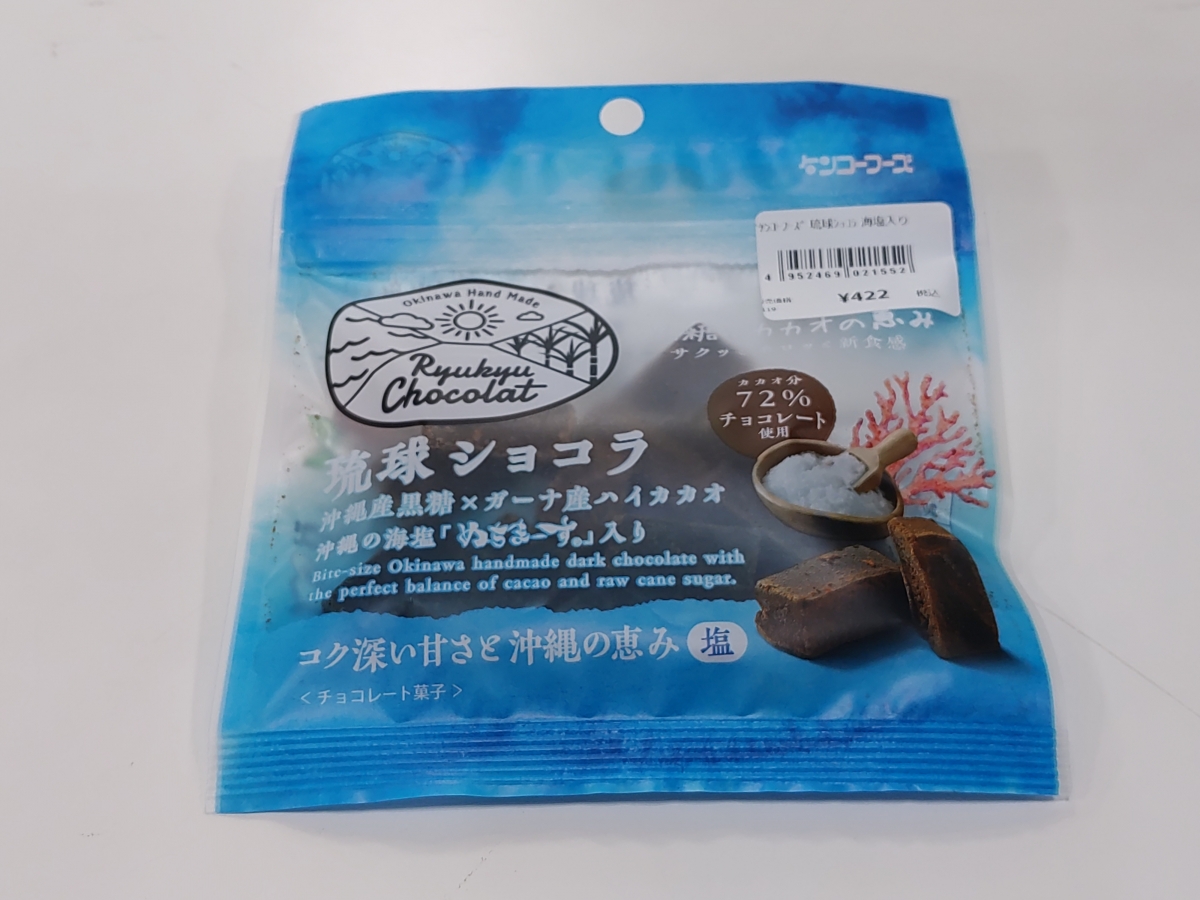 ケンコーフーズ
ｹﾝｺｰﾌｰｽﾞ 琉球ｼｮｺﾗ 海塩入り
4 952469 021552
¥422 税込
カカオの恵み
サクッ 新食感
Okinawa Hand Made
Ryukyu
Chocolat
カカオ分
72%
チョコレート
使用
琉球ショコラ
沖縄産黒糖×ガーナ産ハイカカオ
沖縄の海塩「ぬちまーす。」入り
Bite-size Okinawa handmade dark chocolate with
the perfect balance of cacao and raw cane sugar.
コク深い甘さと沖縄の恵み 塩
＜チョコレート菓子＞